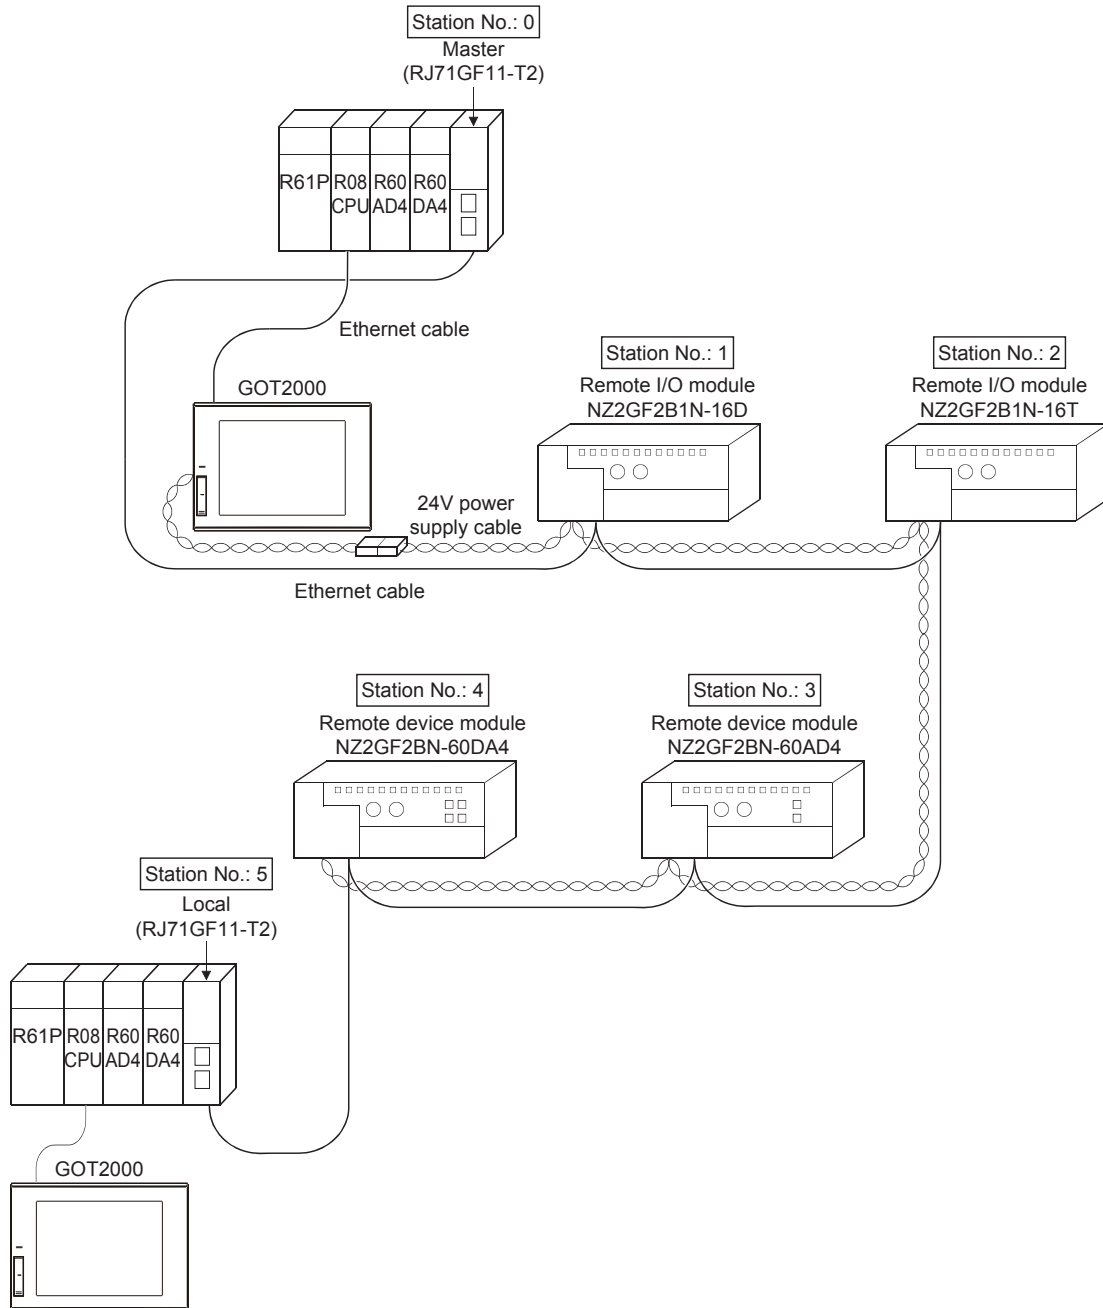 Station No.: 0
Master
(RJ71GF11-T2)
R61P
R08
CPU
R60
AD4
R60
DA4
Ethernet cable
GOT2000
Station No.: 1
Remote I/O module
NZ2GF2B1N-16D
Station No.: 2
Remote I/O module
NZ2GF2B1N-16T
24V power
supply cable
Ethernet cable
Station No.: 4
Remote device module
NZ2GF2BN-60DA4
Station No.: 3
Remote device module
NZ2GF2BN-60AD4
Station No.: 5
Local
(RJ71GF11-T2)
R61P
R08
CPU
R60
AD4
R60
DA4
GOT2000